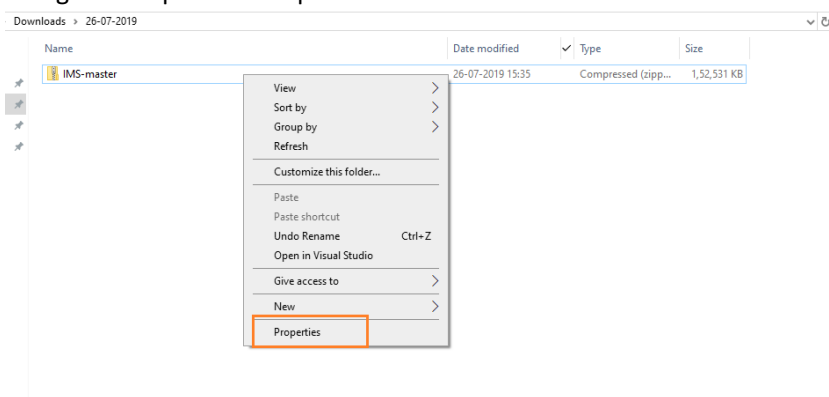 Downloads > 26-07-2019
Name Date modified Type Size
IMS-master 26-07-2019 15:35 Compressed (zipp... 1,52,531 KB
View
Sort by
Group by
Refresh
Customize this folder...
Paste
Paste shortcut
Undo Rename Ctrl+Z
Open in Visual Studio
Give access to
New
Properties